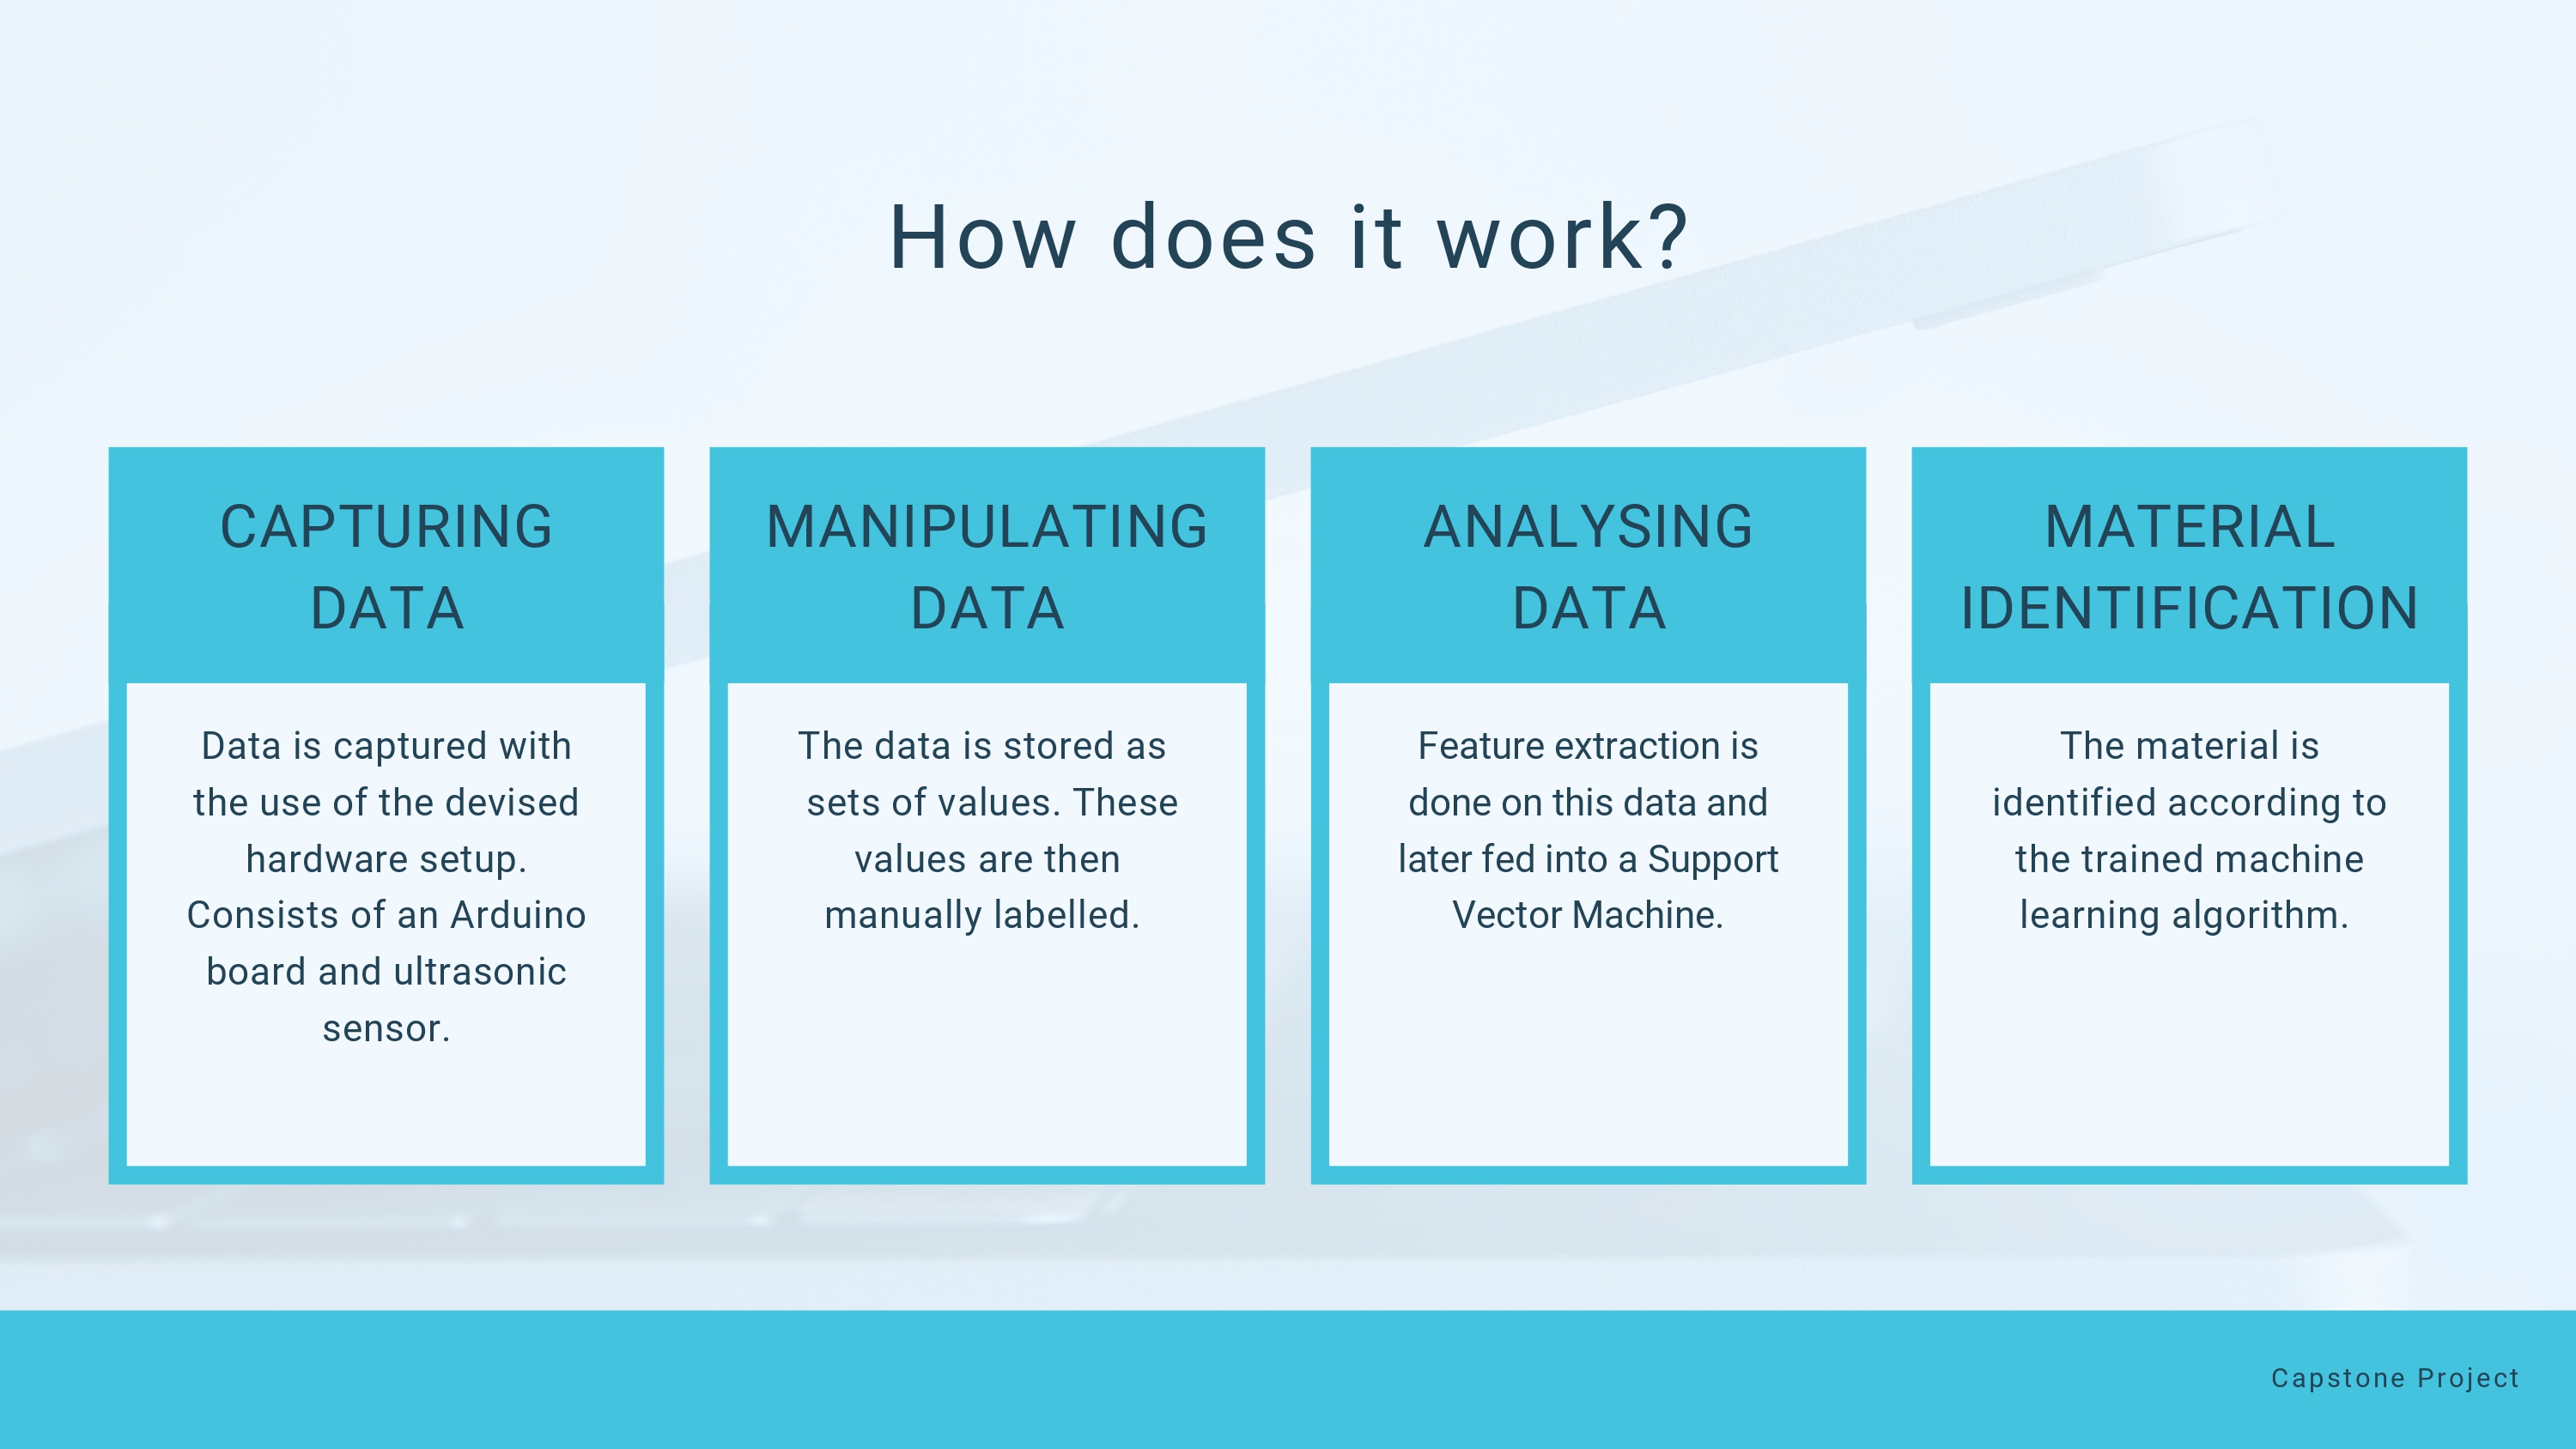 How does it work?
CAPTURING
DATA
Data is captured with
the use of the devised
hardware setup.
Consists of an Arduino
board and ultrasonic
sensor.
MANIPULATING
DATA
The data is stored as
sets of values. These
values are then
manually labelled.
ANALYSING
DATA
Feature extraction is
done on this data and
later fed into a Support
Vector Machine.
MATERIAL
IDENTIFICATION
The material is
identified according to
the trained machine
learning algorithm.
Capstone Project